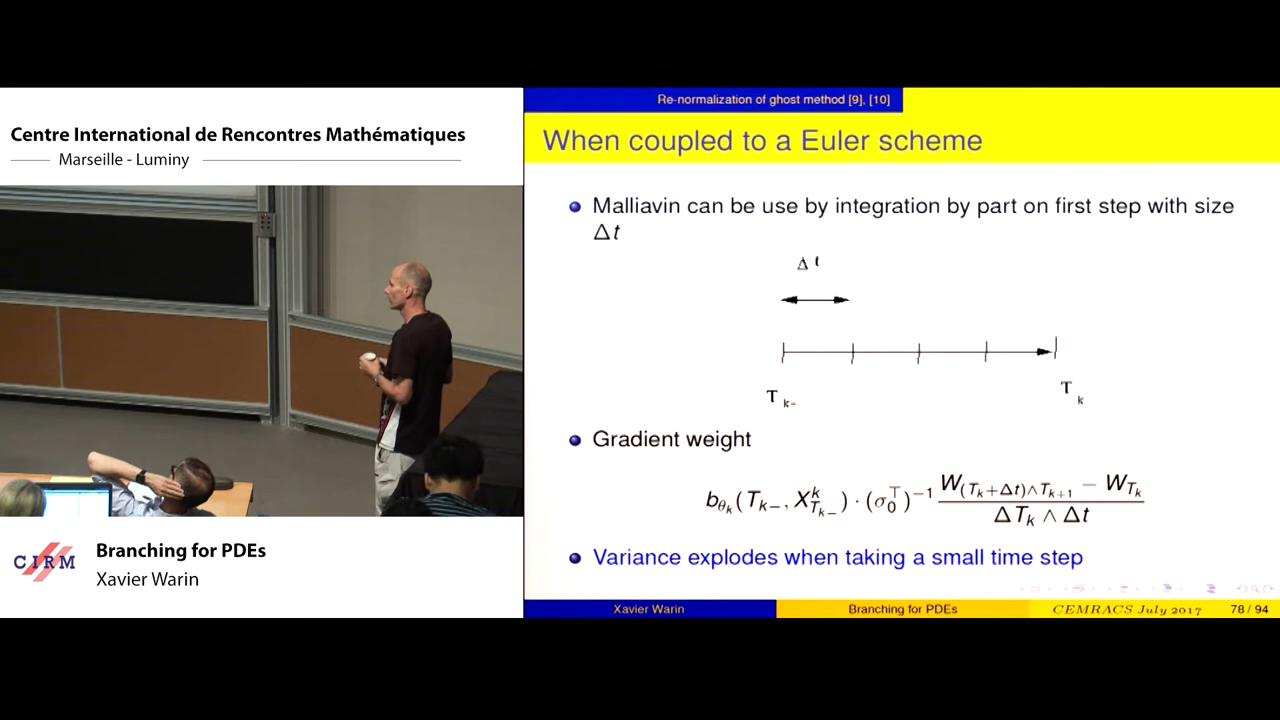 Centre International de Rencontres Mathématiques
Marseille - Luminy
CIRM
Branching for PDEs
Xavier Warin
Re-normalization of ghost method [9], [10]
When coupled to a Euler scheme
Malliavin can be use by integration by part on first step with size
Δt
Δ t
T k-
T k
Gradient weight
b_{θ_k}(T_{k−}, X^k_{T_{k−}}) · (σ_0^⊤)^{−1} \frac{W_{(T_k+Δt)∧T_{k+1}} − W_{T_k}}{ΔT_k ∧ Δt}
Variance explodes when taking a small time step
Xavier Warin
Branching for PDEs
CEMRACS July 2017
78 / 94